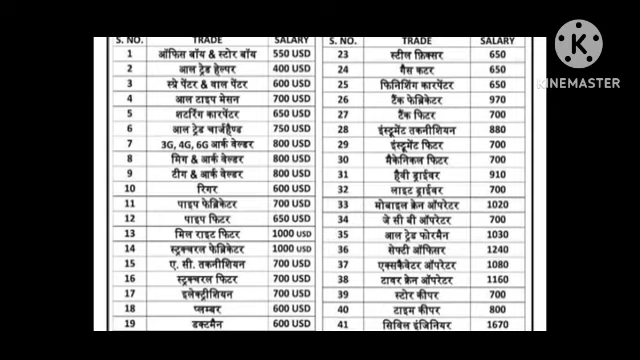 S. NO. TRADE SALARY
1 ऑफिस बॉय & स्टोर बॉय 550 USD
2 आल ट्रेड हेल्पर 400 USD
3 स्प्रे पेंटर & वाल पेंटर 600 USD
4 आल टाइप मेसन 700 USD
5 शटरिंग कारपेंटर 650 USD
6 आल ट्रेड चार्जहैण्ड 750 USD
7 3G, 4G, 6G आर्क वेल्डर 800 USD
8 मिग & आर्क वेल्डर 800 USD
9 टीग & आर्क वेल्डर 800 USD
10 रिगर 600 USD
11 पाइप फेब्रिकेटर 700 USD
12 पाइप फिटर 650 USD
13 मिल राइट फिटर 1000 USD
14 स्ट्रक्चरल फेब्रिकेटर 1000 USD
15 ए. सी. तकनीशियन 700 USD
16 स्ट्रक्चरल फिटर 700 USD
17 इलेक्ट्रीशियन 700 USD
18 प्लम्बर 600 USD
19 डक्टमैन 600 USD
S. NO. TRADE SALARY
23 स्टील फ़िक्सर 650
24 गैस कटर 650
25 फिनिशिंग कारपेंटर 650
26 टैंक फेब्रिकेटर 970
27 टैंक फिटर 700
28 इंस्टूमेंट तकनीशियन 880
29 इंस्टूमेंट फिटर 700
30 मैकेनिकल फिटर 700
31 हैवी ड्राईवर 910
32 लाइट ड्राईवर 700
33 मोबाइल क्रेन ऑपरेटर 1020
34 जे सी बी ऑपरेटर 700
35 आल ट्रेड फोरमैन 1030
36 सेफ्टी ऑफिसर 1240
37 एक्सकैवेटर ऑपरेटर 1080
38 टावर क्रेन ऑपरेटर 1160
39 स्टोर कीपर 700
40 टाइम कीपर 800
41 सिविल इंजिनियर 1670
K
KINEMASTER